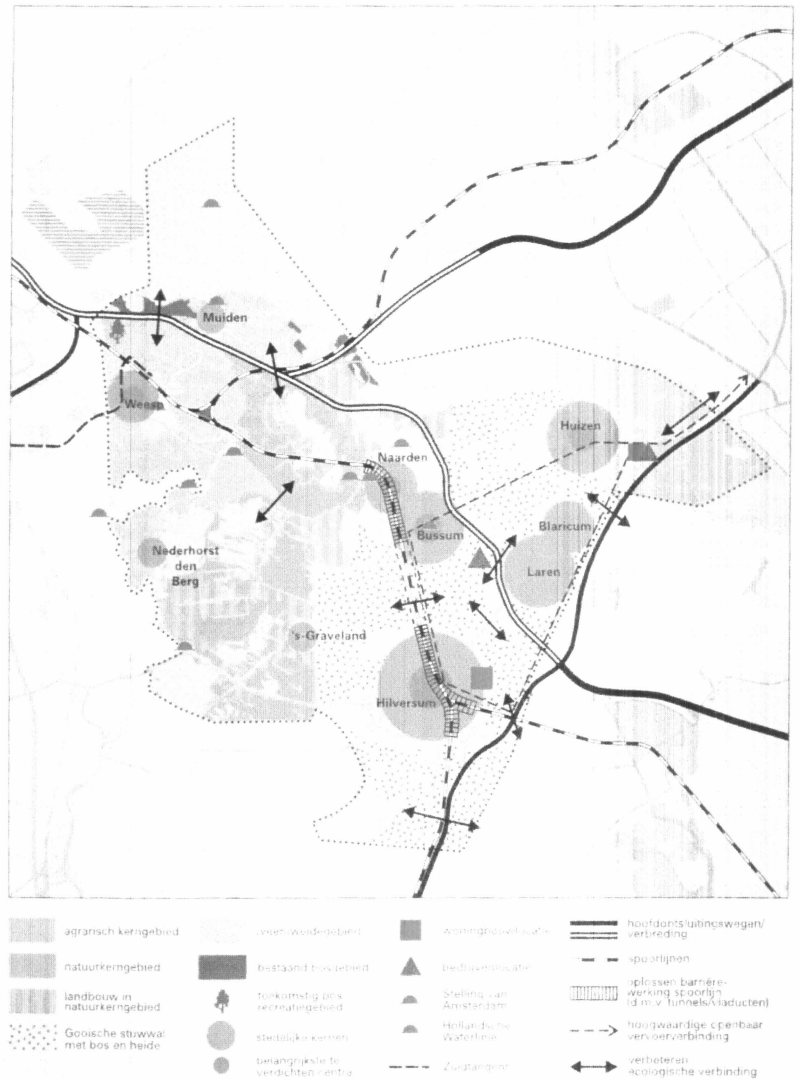 Muiden
Weesp
Huizen
Naarden
Bussum
Blaricum
Nederhorst
den
Berg
Laren
's-Graveland
Hilversum
agrarisch kerngebied
natuurkerngebied
landbouw in
natuurkerngebied
Gooische stuwwal
met bos en heide
veenweidengebied
bestaand bosgebied
toekomstig bos
recreatiegebied
stedelijke kernen
belangrijkste te
verdichten centra
woningbouwlocatie
bedrijvenlocatie
Stelling van
Amsterdam
Hollandsche
Waterlinie
Zuidtangent
hoofdontsluitingswegen/
verbreding
spoorlijnen
oplossen barrière-
werking spoorlijn
(d.m.v. tunnels/viaducten)
hoogwaardige openbaar
vervoerverbinding
verbeteren
ecologische verbinding